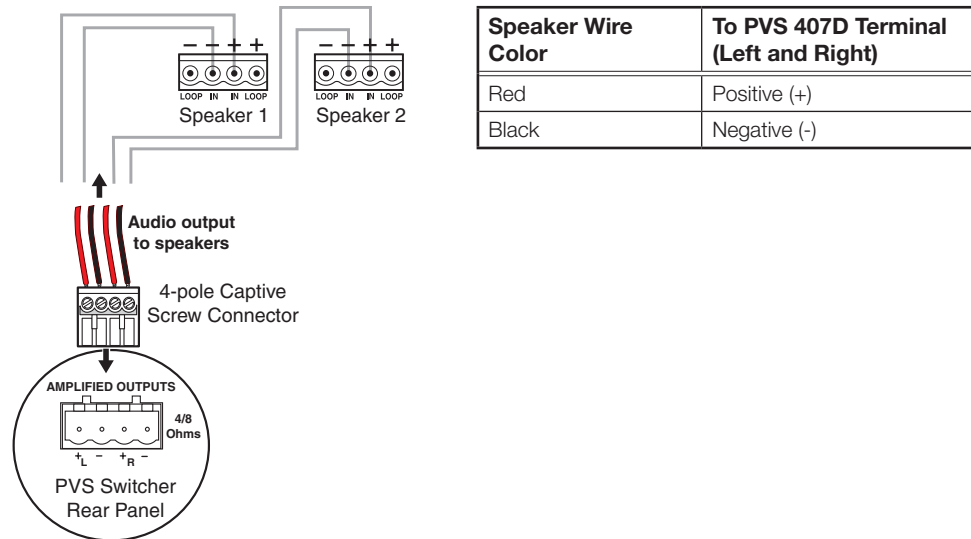 − − + +
− − + +
LOOP IN IN LOOP
LOOP IN IN LOOP
Speaker 1
Speaker 2
Audio output
to speakers
4-pole Captive
Screw Connector
AMPLIFIED OUTPUTS
4/8
Ohms
+ L − + R −
PVS Switcher
Rear Panel
Speaker Wire
Color
To PVS 407D Terminal
(Left and Right)
Red
Positive (+)
Black
Negative (-)